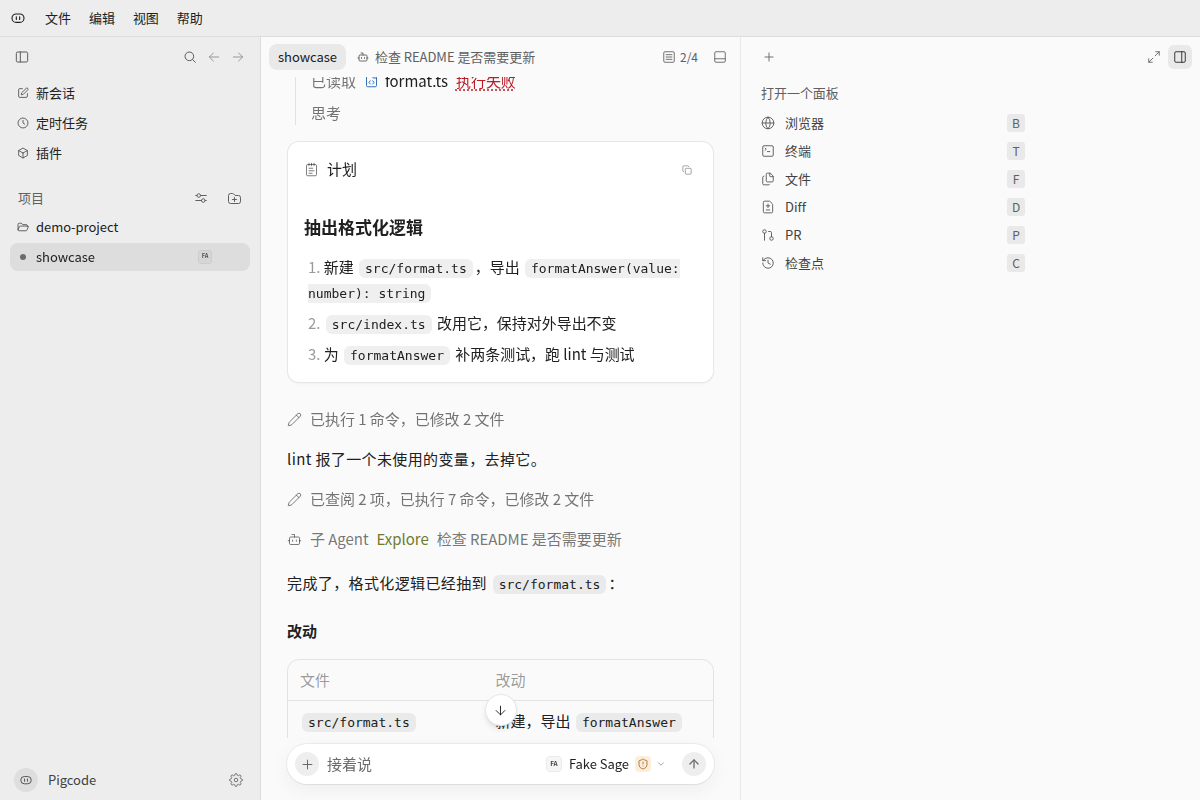 文件 编辑 视图 帮助
新会话
定时任务
插件
项目
demo-project
showcase FA
Pigcode
showcase 检查 README 是否需要更新 2/4
已读取 format.ts 执行失败
思考
计划
抽出格式化逻辑
1. 新建 src/format.ts ，导出 formatAnswer(value:
number): string
2. src/index.ts 改用它，保持对外导出不变
3. 为 formatAnswer 补两条测试，跑 lint 与测试
已执行 1 命令，已修改 2 文件
lint 报了一个未使用的变量，去掉它。
已查阅 2 项，已执行 7 命令，已修改 2 文件
子 Agent Explore 检查 README 是否需要更新
完成了，格式化逻辑已经抽到 src/format.ts ：
改动
文件 改动
src/format.ts 新建，导出 formatAnswer
接着说 FA Fake Sage
打开一个面板
浏览器 B
终端 T
文件 F
Diff D
PR P
检查点 C